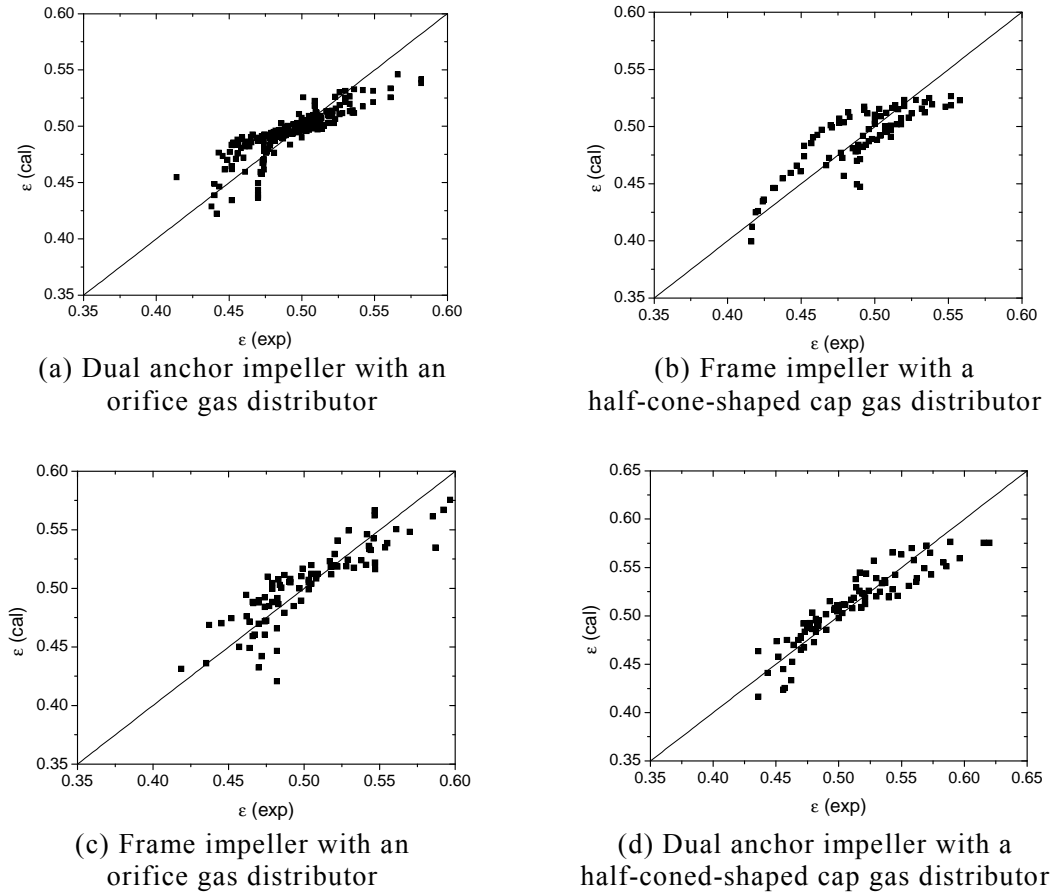 0.60
0.55
0.50
0.45
0.40
0.35
ε (cal)
0.35 0.40 0.45 0.50 0.55 0.60
ε (exp)
(a) Dual anchor impeller with an
orifice gas distributor
0.60
0.55
0.50
0.45
0.40
0.35
ε (cal)
0.35 0.40 0.45 0.50 0.55 0.60
ε (exp)
(b) Frame impeller with a
half-cone-shaped cap gas distributor
0.60
0.55
0.50
0.45
0.40
0.35
ε (cal)
0.35 0.40 0.45 0.50 0.55 0.60
ε (exp)
(c) Frame impeller with an
orifice gas distributor
0.65
0.60
0.55
0.50
0.45
0.40
0.35
ε (cal)
0.35 0.40 0.45 0.50 0.55 0.60 0.65
ε (exp)
(d) Dual anchor impeller with a
half-coned-shaped cap gas distributor